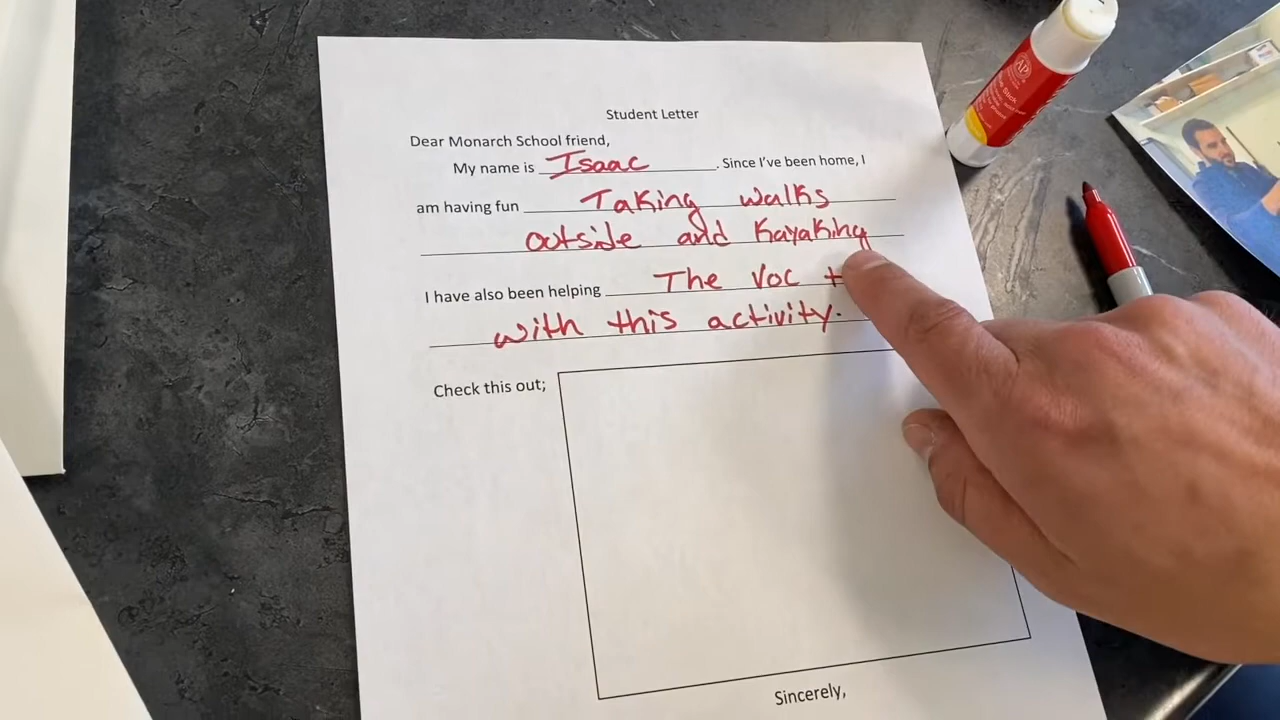 Student Letter
Dear Monarch School friend,
My name is Isaac. Since I've been home, I
am having fun Taking walks
outside and Kayaking
I have also been helping The Voc
with this activity.
Check this out;
Sincerely,
AP